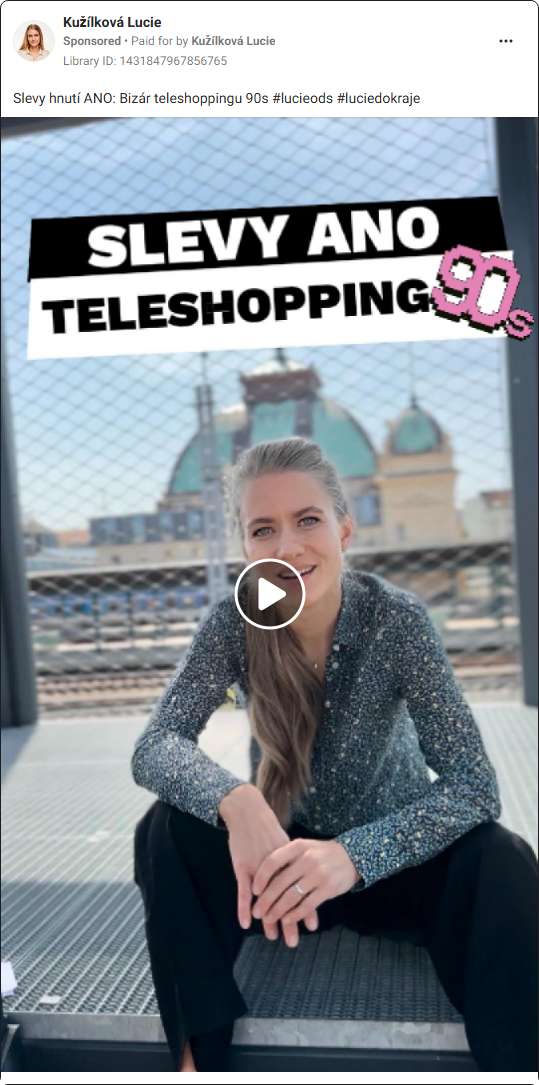 Kužílková Lucie
Sponsored • Paid for by Kužílková Lucie
Library ID: 1431847967856765
Slevy hnutí ANO: Bizár teleshoppingu 90s #lucieods #luciedokraje
SLEVY ANO
TELESHOPPING 90s